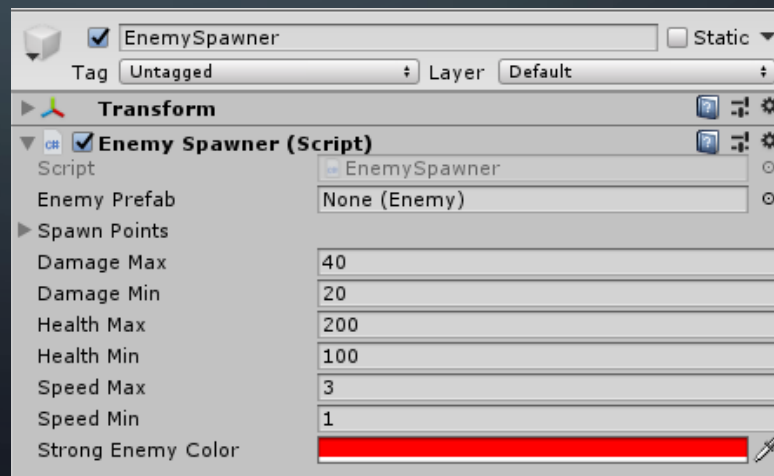 EnemySpawner Static
Tag Untagged Layer Default
Transform
C# Enemy Spawner (Script)
Script EnemySpawner
Enemy Prefab None (Enemy)
Spawn Points
Damage Max 40
Damage Min 20
Health Max 200
Health Min 100
Speed Max 3
Speed Min 1
Strong Enemy Color